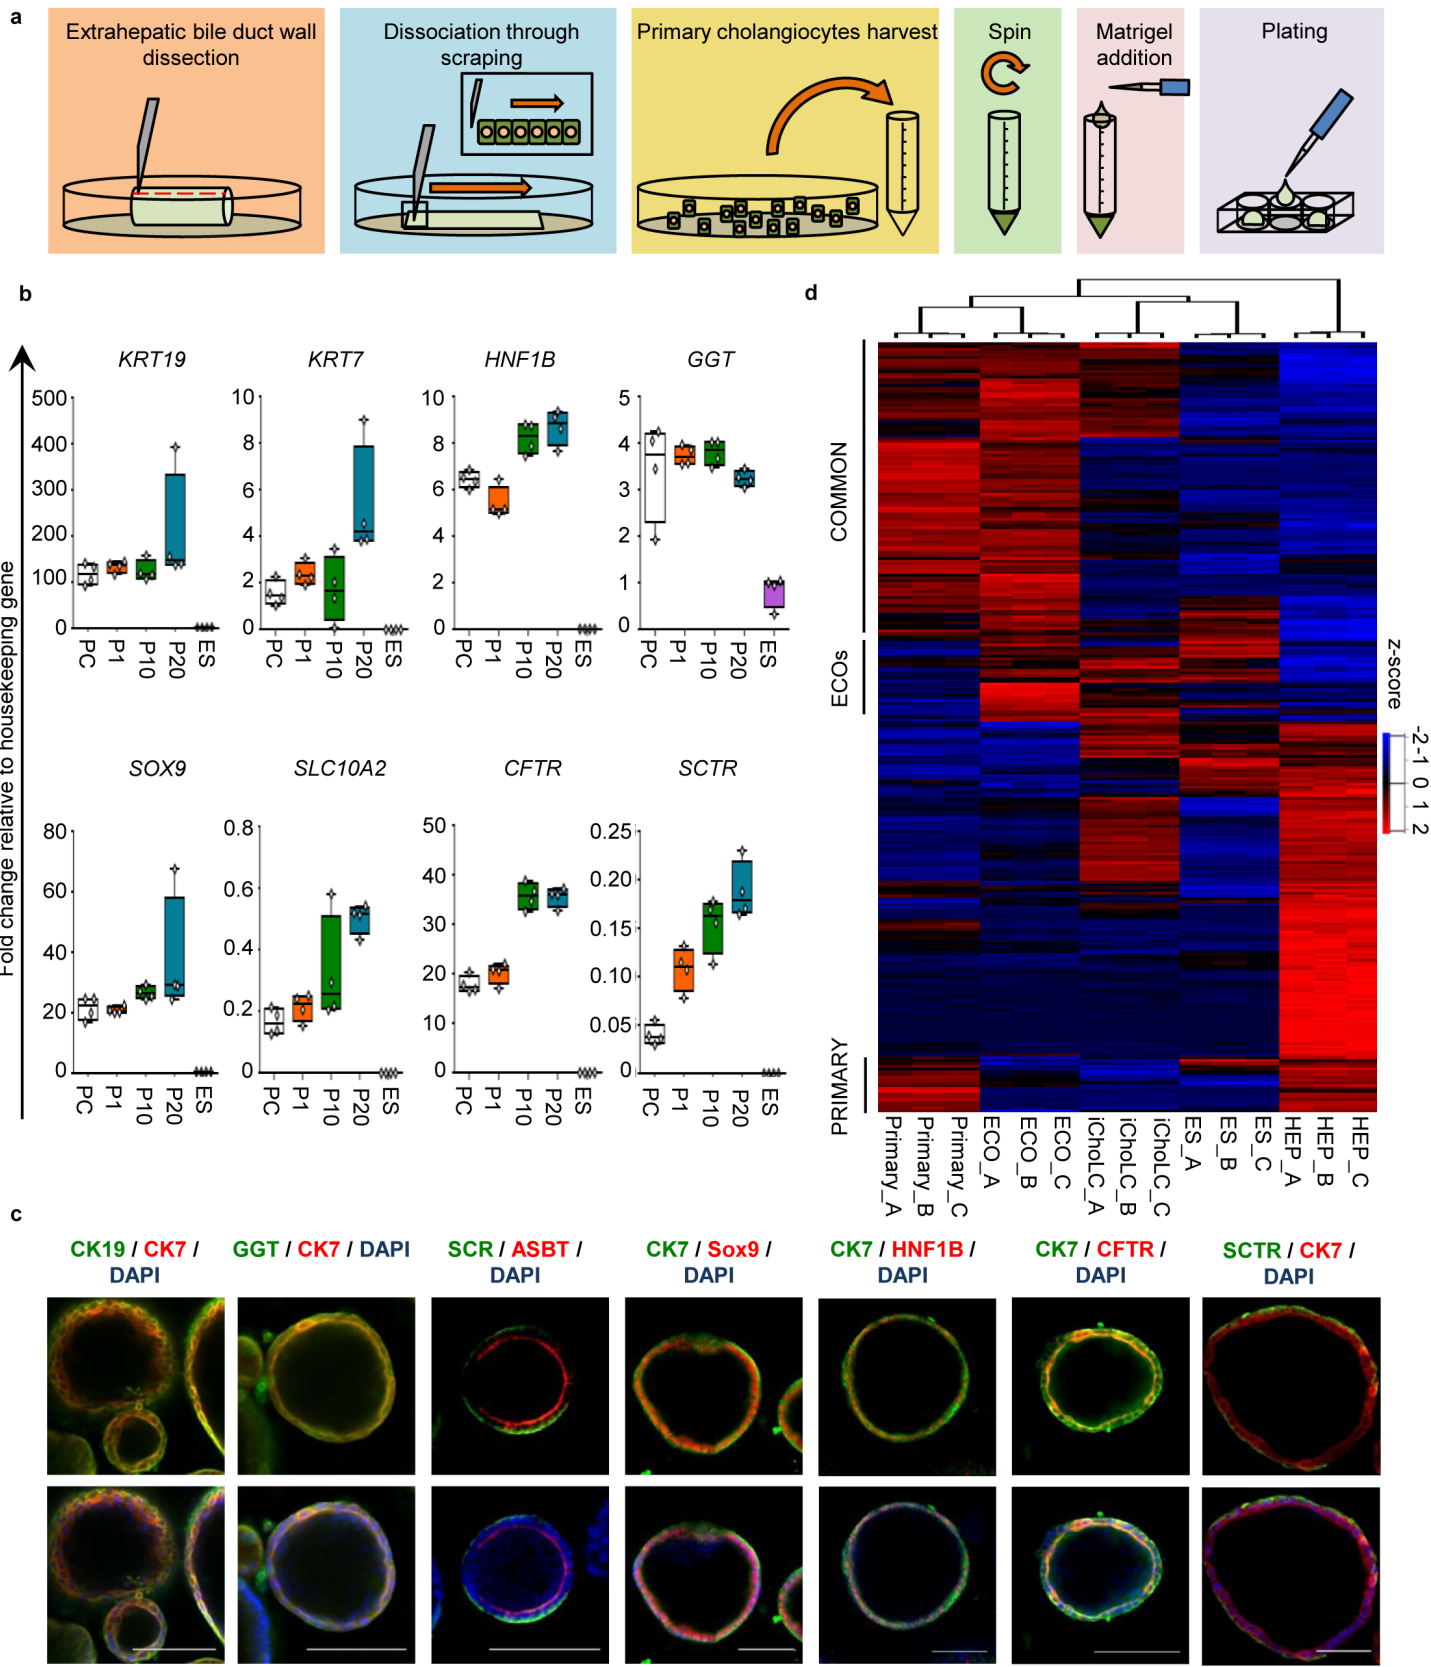 a
Extrahepatic bile duct wall
dissection
Dissociation through
scraping
Primary cholangiocytes harvest
Spin
Matrigel
addition
Plating
b
Fold change relative to housekeeping gene
KRT19
500
400
300
200
100
0
PC
P1
P10
P20
ES
KRT7
10
8
6
4
2
0
PC
P1
P10
P20
ES
HNF1B
10
8
6
4
2
0
PC
P1
P10
P20
ES
GGT
5
4
3
2
1
0
PC
P1
P10
P20
ES
SOX9
80
60
40
20
0
PC
P1
P10
P20
ES
SLC10A2
0.8
0.6
0.4
0.2
0
PC
P1
P10
P20
ES
CFTR
50
40
30
20
10
0
PC
P1
P10
P20
ES
SCTR
0.25
0.20
0.15
0.10
0.05
0
PC
P1
P10
P20
ES
d
COMMON
ECOs
PRIMARY
z-score
-2
-1
0
1
2
Primary_A
Primary_B
Primary_C
ECO_A
ECO_B
ECO_C
iChoLC_A
iChoLC_B
iChoLC_C
ES_A
ES_B
ES_C
HEP_A
HEP_B
HEP_C
c
CK19 / CK7 /
DAPI
GGT / CK7 / DAPI
SCR / ASBT /
DAPI
CK7 / Sox9 /
DAPI
CK7 / HNF1B /
DAPI
CK7 / CFTR /
DAPI
SCTR / CK7 /
DAPI